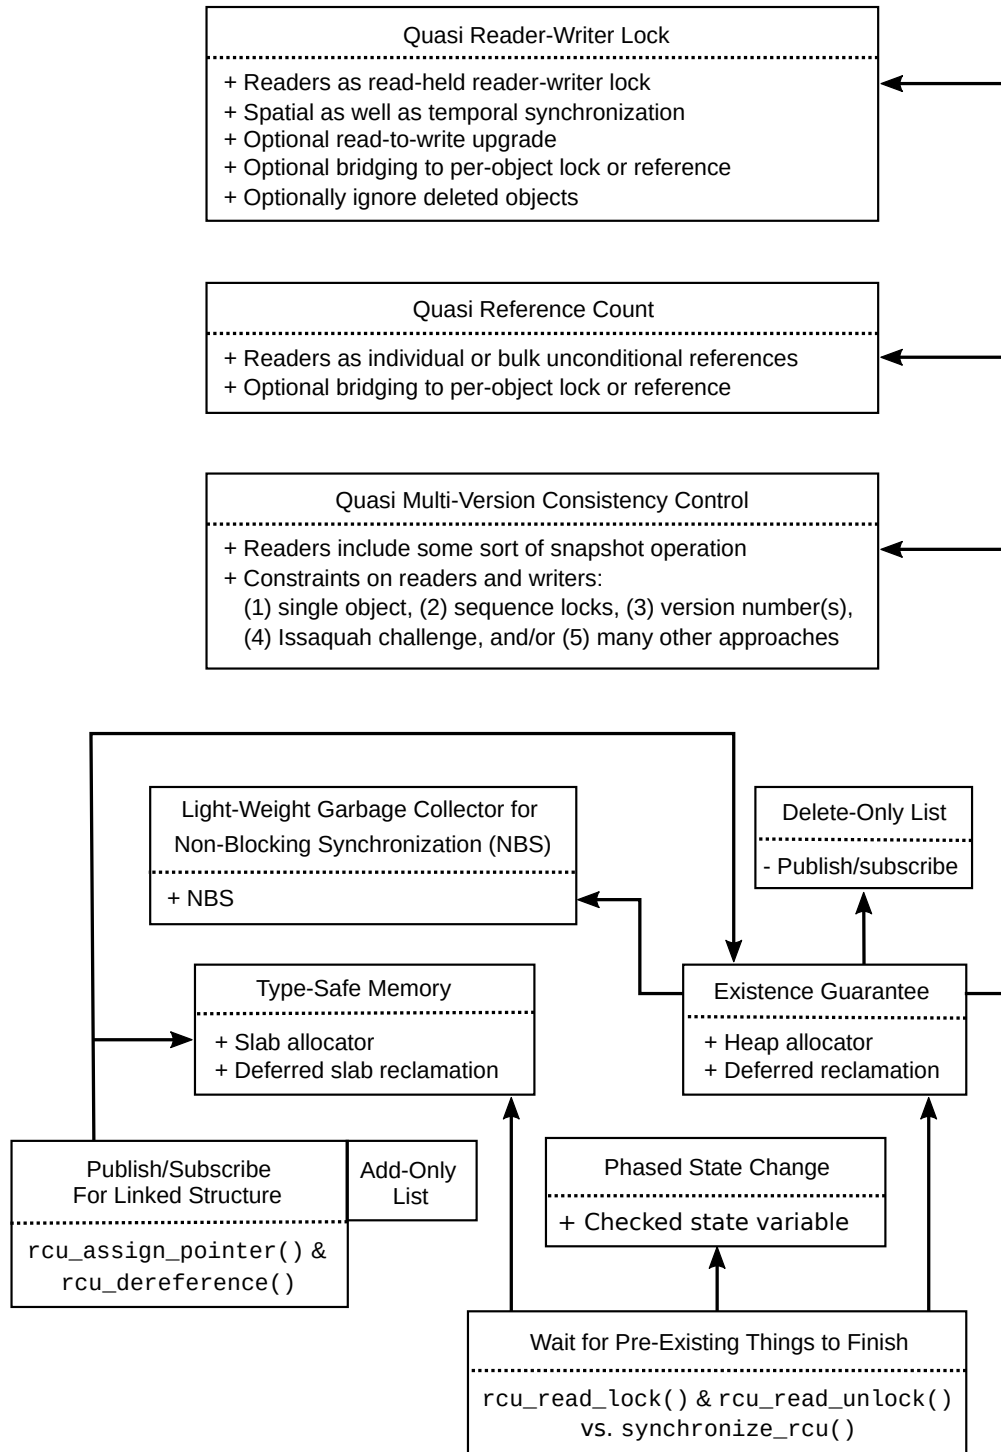 Quasi Reader-Writer Lock
+ Readers as read-held reader-writer lock
+ Spatial as well as temporal synchronization
+ Optional read-to-write upgrade
+ Optional bridging to per-object lock or reference
+ Optionally ignore deleted objects
Quasi Reference Count
+ Readers as individual or bulk unconditional references
+ Optional bridging to per-object lock or reference
Quasi Multi-Version Consistency Control
+ Readers include some sort of snapshot operation
+ Constraints on readers and writers:
(1) single object, (2) sequence locks, (3) version number(s),
(4) Issaquah challenge, and/or (5) many other approaches
Light-Weight Garbage Collector for
Non-Blocking Synchronization (NBS)
+ NBS
Delete-Only List
- Publish/subscribe
Type-Safe Memory
+ Slab allocator
+ Deferred slab reclamation
Existence Guarantee
+ Heap allocator
+ Deferred reclamation
Publish/Subscribe
For Linked Structure
rcu_assign_pointer() &
rcu_dereference()
Add-Only
List
Phased State Change
+ Checked state variable
Wait for Pre-Existing Things to Finish
rcu_read_lock() & rcu_read_unlock()
vs. synchronize_rcu()